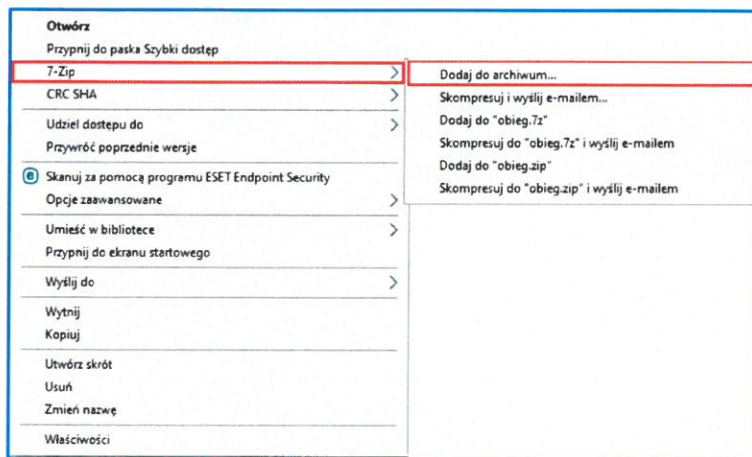 Otwórz
Przypnij do paska Szybki dostęp
7-Zip
CRC SHA
Udziel dostępu do
Przywróć poprzednie wersje
Skanuj za pomocą programu ESET Endpoint Security
Opcje zaawansowane
Umieść w bibliotece
Przypnij do ekranu startowego
Wyślij do
Wytnij
Kopiuj
Utwórz skrót
Usuń
Zmień nazwę
Właściwości
Dodaj do archiwum...
Skompresuj i wyślij e-mailem...
Dodaj do "obieg.7z"
Skompresuj do "obieg.7z" i wyślij e-mailem
Dodaj do "obieg.zip"
Skompresuj do "obieg.zip" i wyślij e-mailem